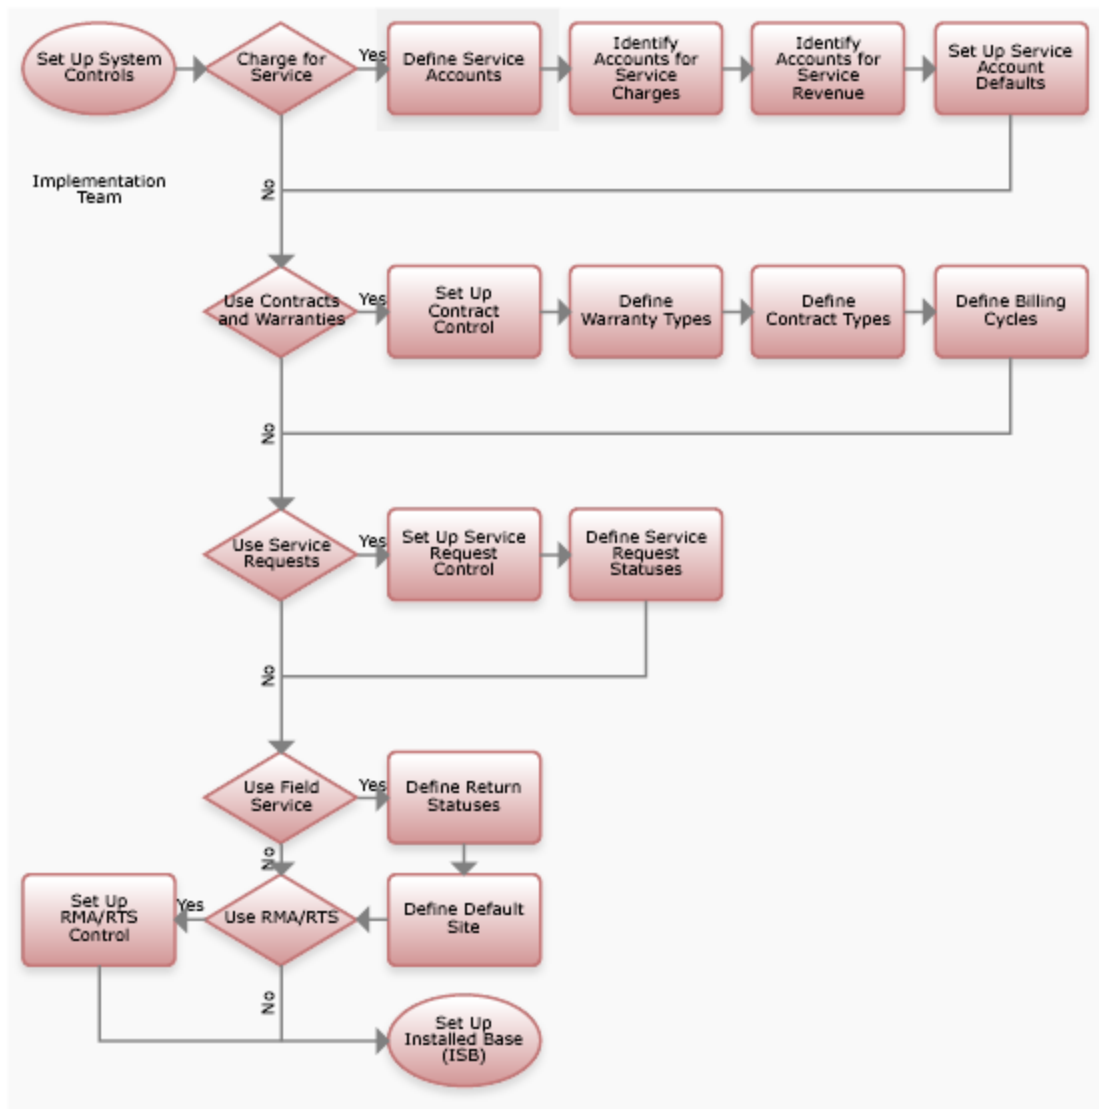 Set Up System
Controls
Charge for
Service
Yes
Define Service
Accounts
Identify
Accounts for
Service
Charges
Identify
Accounts for
Service
Revenue
Set Up Service
Account
Defaults
Implementation
Team
No
Use Contracts
and Warranties
Yes
Set Up
Contract
Control
Define
Warranty Types
Define
Contract Types
Define Billing
Cycles
No
Use Service
Requests
Yes
Set Up Service
Request
Control
Define Service
Request
Statuses
No
Use Field
Service
Yes
Define Return
Statuses
No
Set Up
RMA/RTS
Control
Yes
Use RMA/RTS
Define Default
Site
No
Set Up
Installed Base
(ISB)